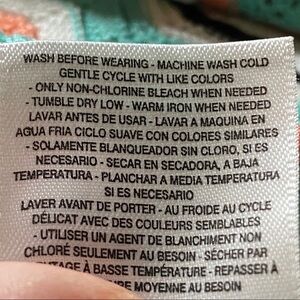 WASH BEFORE WEARING - MACHINE WASH COLD
GENTLE CYCLE WITH LIKE COLORS
- ONLY NON-CHLORINE BLEACH WHEN NEEDED
- TUMBLE DRY LOW - WARM IRON WHEN NEEDED
LAVAR ANTES DE USAR - LAVAR A MAQUINA EN
AGUA FRIA CICLO SUAVE CON COLORES SIMILARES
- SOLAMENTE BLANQUEADOR SIN CLORO, SI ES
NECESARIO - SECAR EN SECADORA, A BAJA
TEMPERATURA - PLANCHAR A MEDIA TEMPERATURA
SI ES NECESARIO
LAVER AVANT DE PORTER - AU FROIDE AU CYCLE
DÉLICAT AVEC DES COULEURS SEMBLABLES
- UTILISER UN AGENT DE BLANCHIMENT NON
CHLORÉ SEULEMENT AU BESOIN - SÉCHER PAR
À BASSE TEMPÉRATURE - REPASSER À
MOYENNE AU BESOIN